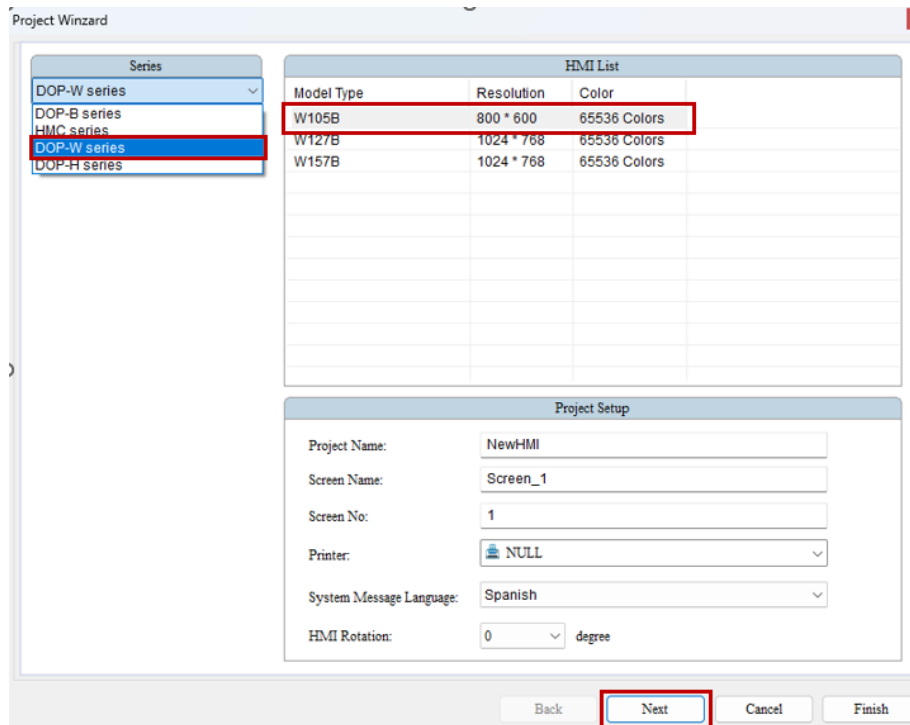 Project Winzard
Series
DOP-W series
DOP-B series
HMC series
DOP-W series
DOP-H series
HMI List
Model Type Resolution Color
W105B 800 * 600 65536 Colors
W127B 1024 * 768 65536 Colors
W157B 1024 * 768 65536 Colors
Project Setup
Project Name: NewHMI
Screen Name: Screen_1
Screen No: 1
Printer: NULL
System Message Language: Spanish
HMI Rotation: 0 degree
Back Next Cancel Finish